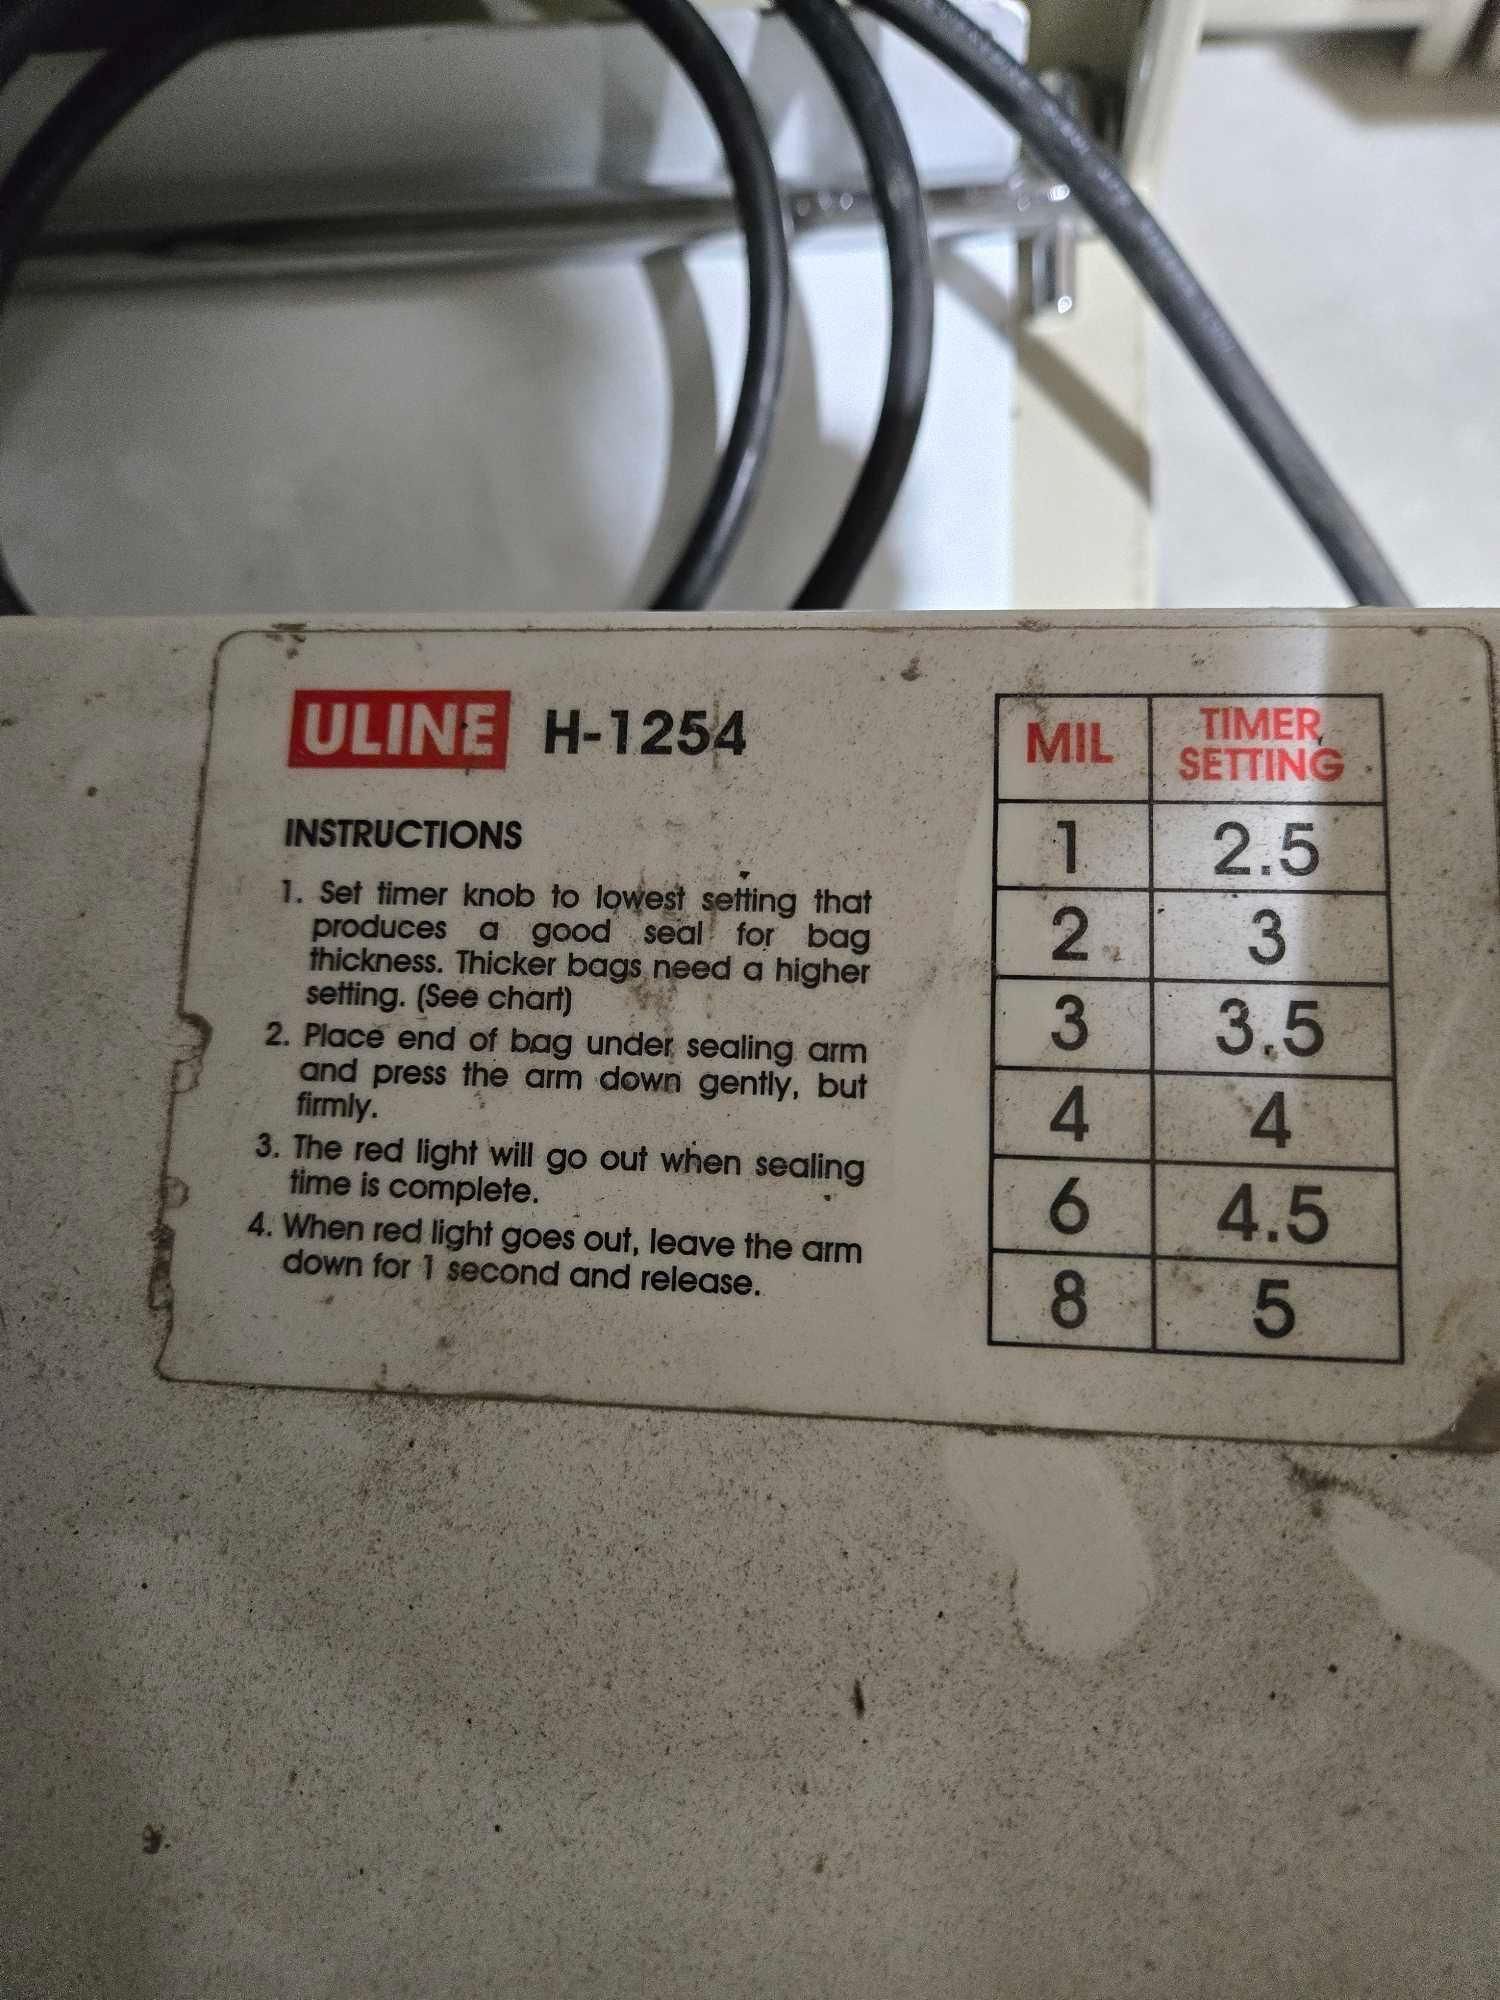 ULINE H-1254
INSTRUCTIONS
1. Set timer knob to lowest setting that
produces a good seal for bag
thickness. Thicker bags need a higher
setting. (See chart)
2. Place end of bag under sealing arm
and press the arm down gently, but
firmly.
3. The red light will go out when sealing
time is complete.
4. When red light goes out, leave the arm
down for 1 second and release.
MIL TIMER SETTING
1 2.5
2 3
3 3.5
4 4
6 4.5
8 5